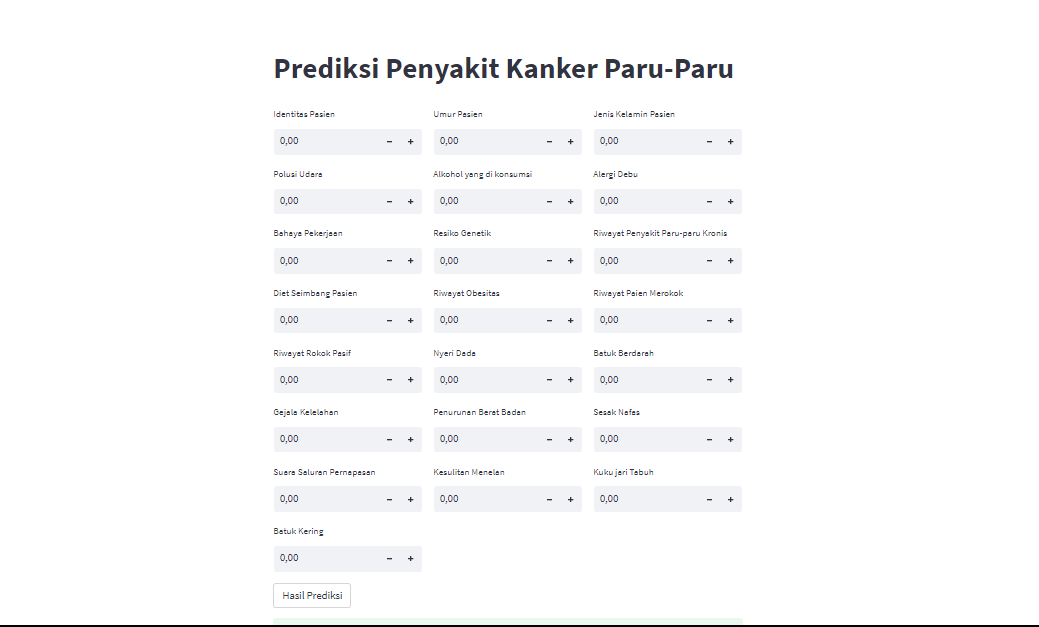 Prediksi Penyakit Kanker Paru-Paru
Identitas Pasien Umur Pasien Jenis Kelamin Pasien
0,00 − + 0,00 − + 0,00 − +
Polusi Udara Alkohol yang di konsumsi Alergi Debu
0,00 − + 0,00 − + 0,00 − +
Bahaya Pekerjaan Resiko Genetik Riwayat Penyakit Paru-paru Kronis
0,00 − + 0,00 − + 0,00 − +
Diet Seimbang Pasien Riwayat Obesitas Riwayat Paien Merokok
0,00 − + 0,00 − + 0,00 − +
Riwayat Rokok Pasif Nyeri Dada Batuk Berdarah
0,00 − + 0,00 − + 0,00 − +
Gejala Kelelahan Penurunan Berat Badan Sesak Nafas
0,00 − + 0,00 − + 0,00 − +
Suara Saluran Pernapasan Kesulitan Menelan Kuku jari Tabuh
0,00 − + 0,00 − + 0,00 − +
Batuk Kering
0,00 − +
Hasil Prediksi